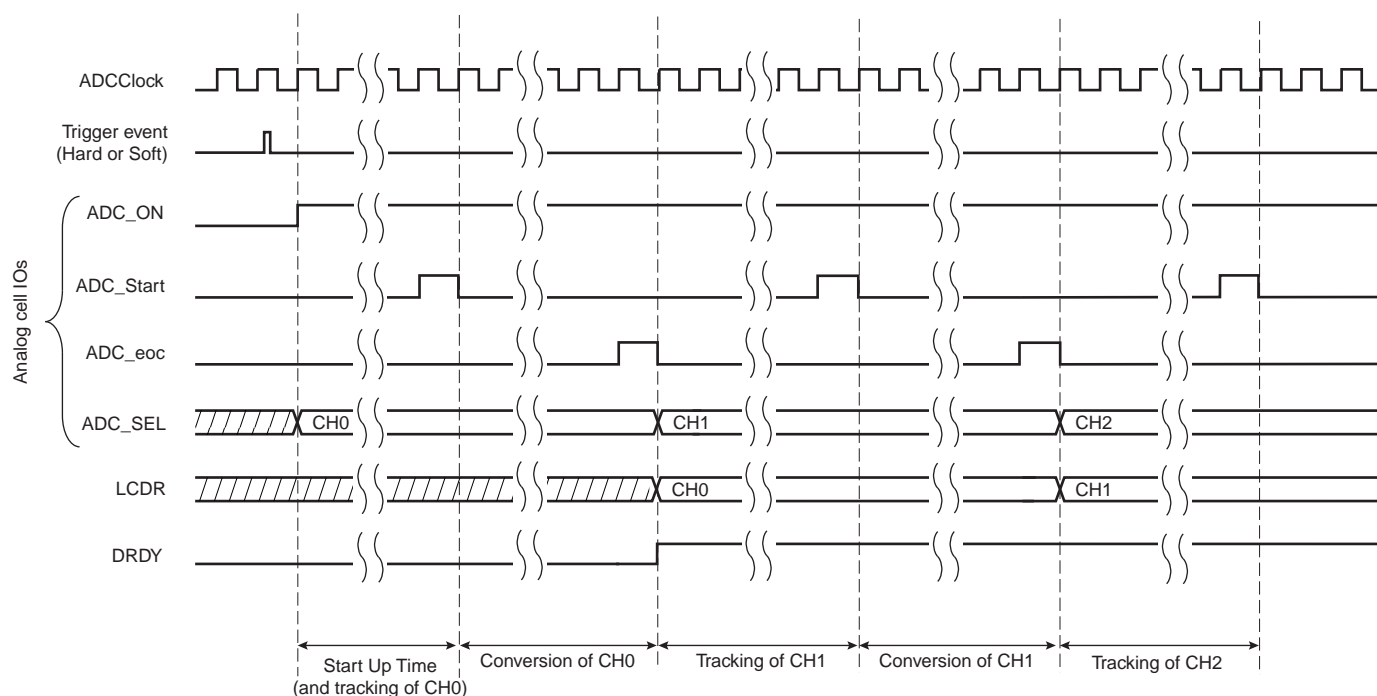 ADCClock
Trigger event
(Hard or Soft)
Analog cell IOs
ADC_ON
ADC_Start
ADC_eoc
ADC_SEL
CH0
CH1
CH2
LCDR
CH0
CH1
DRDY
Start Up Time
(and tracking of CH0)
Conversion of CH0
Tracking of CH1
Conversion of CH1
Tracking of CH2